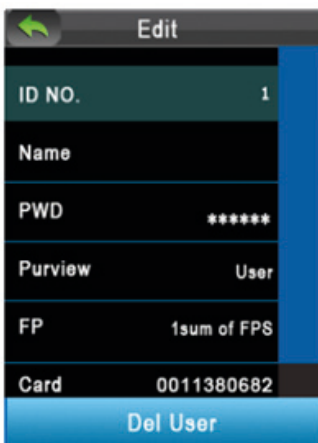 Edit
ID NO. 1
Name
PWD ******
Purview User
FP 1sum of FPS
Card 0011380682
Del User